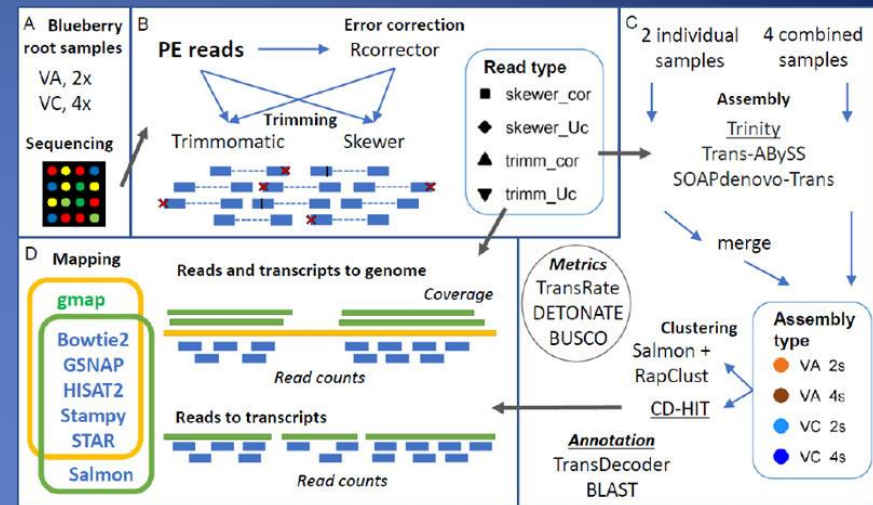 A
Blueberry
root samples
VA, 2x
VC, 4x
Sequencing
B
Error correction
PE reads
Rcorrector
Trimming
Trimmomatic
Skewer
Read type
skewer_cor
skewer_Uc
trimm_cor
trimm_Uc
C
2 individual
samples
4 combined
samples
Assembly
Trinity
Trans-ABySS
SOAPdenovo-Trans
merge
Assembly
type
VA 2s
VA 4s
VC 2s
VC 4s
Clustering
Salmon +
RapClust
CD-HIT
Metrics
TransRate
DETONATE
BUSCO
Annotation
TransDecoder
BLAST
D
Mapping
gmap
Bowtie2
GSNAP
HISAT2
Stampy
STAR
Salmon
Reads and transcripts to genome
Coverage
Read counts
Reads to transcripts
Read counts